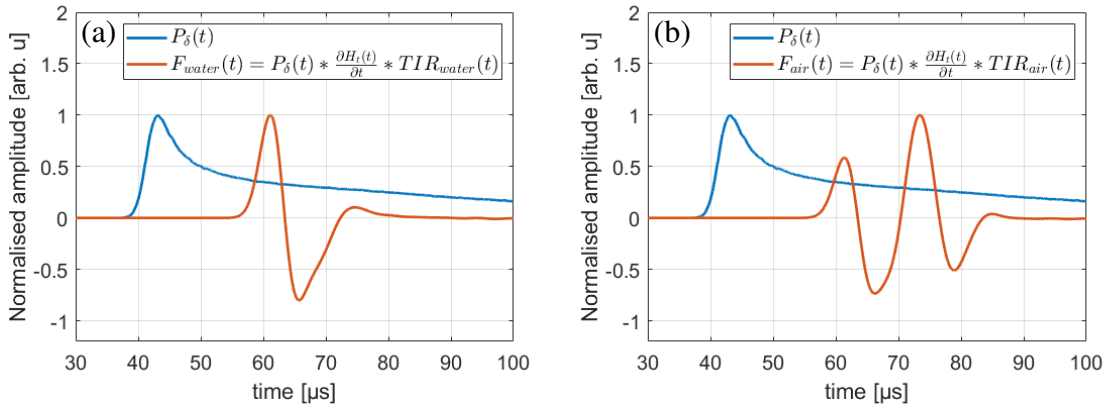 (a)
P_δ(t)
F_water(t) = P_δ(t) * ∂H_t(t)/∂t * TIR_water(t)
Normalised amplitude [arb. u]
2
1.5
1
0.5
0
-0.5
-1
30 40 50 60 70 80 90 100
time [µs]
(b)
P_δ(t)
F_air(t) = P_δ(t) * ∂H_t(t)/∂t * TIR_air(t)
Normalised amplitude [arb. u]
2
1.5
1
0.5
0
-0.5
-1
30 40 50 60 70 80 90 100
time [µs]